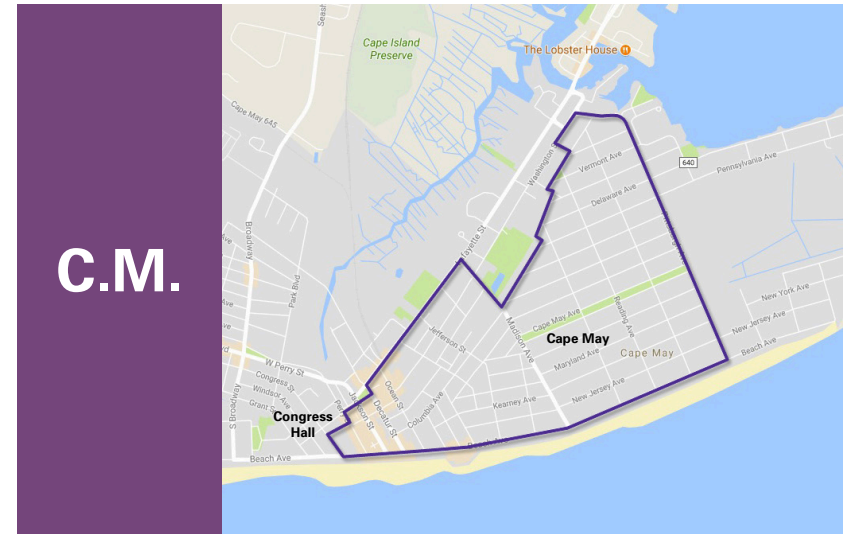 C.M.
Cape Island
Preserve
The Lobster House
Cape May 645
Washington
Vermont Ave
640
Pennsylvania Ave
Delaware Ave
Broadway
Park Blvd
Cape May Ave
Reading Ave
New York Ave
New Jersey Ave
Beach Ave
Madison Ave
Jefferson St
Cape May
Maryland Ave
Cape May
W Perry St
Congress St
Windsor Ave
Grant St
S Broadway
Jackson St
Ocean St
Decatur St
Columbia Ave
Kearney Ave
New Jersey Ave
Congress
Hall
Beach Ave
Beach Ave